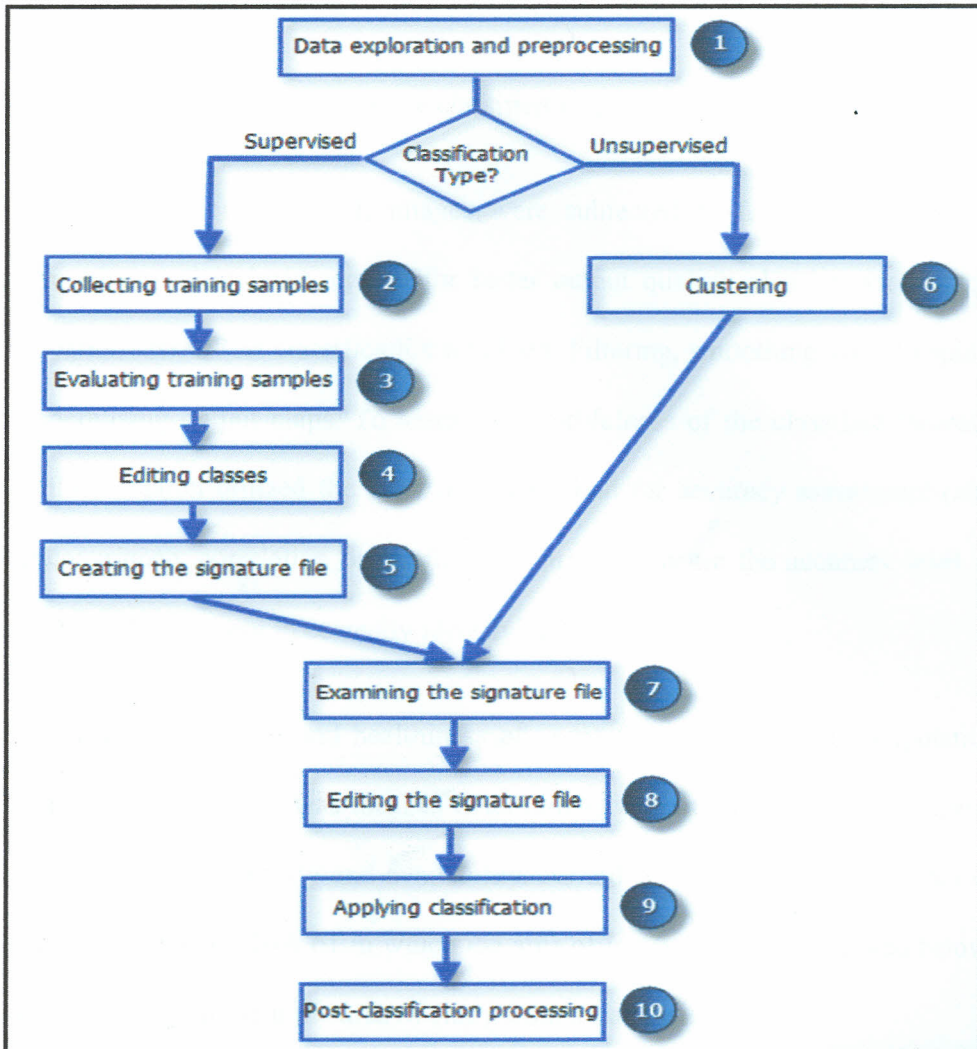 Data exploration and preprocessing
1
Supervised
Classification
Type?
Unsupervised
Collecting training samples
2
Clustering
6
Evaluating training samples
3
Editing classes
4
Creating the signature file
5
Examining the signature file
7
Editing the signature file
8
Applying classification
9
Post-classification processing
10